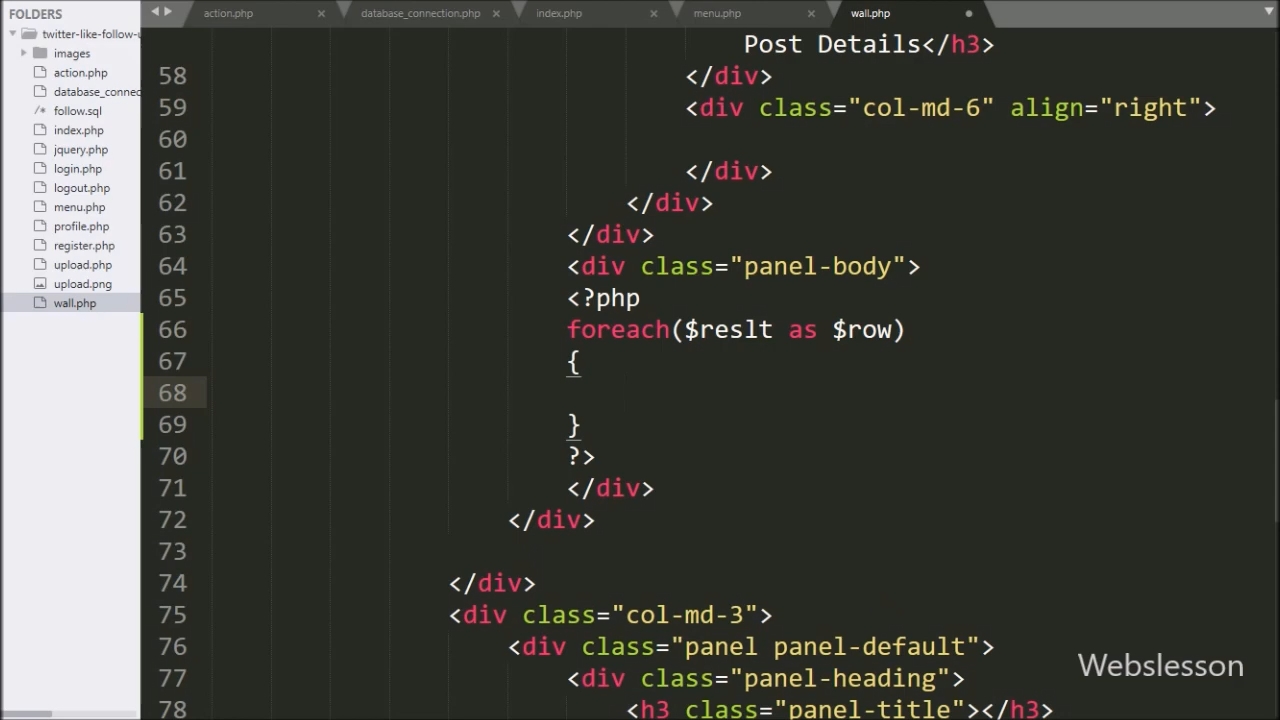 FOLDERS
twitter-like-follow-u
images
action.php
database_connec
/* follow.sql
index.php
jquery.php
login.php
logout.php
menu.php
profile.php
register.php
upload.php
upload.png
wall.php
action.php × database_connection.php × index.php × menu.php × wall.php
Post Details</h3>
58 </div>
59 <div class="col-md-6" align="right">
60
61 </div>
62 </div>
63 </div>
64 <div class="panel-body">
65 <?php
66 foreach($reslt as $row)
67 {
68
69 }
70 ?>
71 </div>
72 </div>
73
74 </div>
75 <div class="col-md-3">
76 <div class="panel panel-default">
77 <div class="panel-heading">
78 <h3 class="panel-title"></h3>
Webslesson